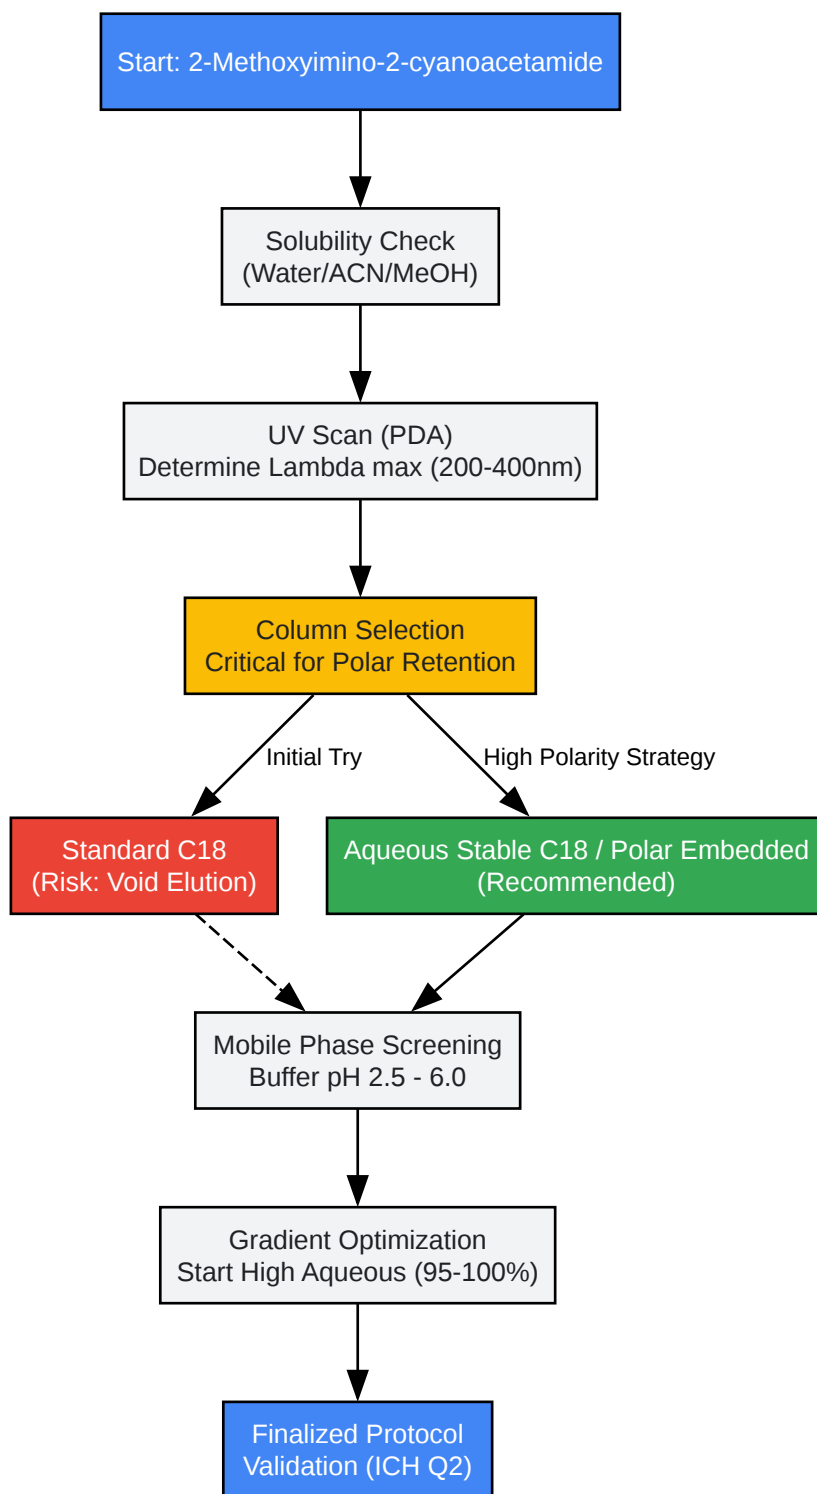 Start: 2-Methoxyimino-2-cyanoacetamide
Solubility Check
(Water/ACN/MeOH)
UV Scan (PDA)
Determine Lambda max (200-400nm)
Column Selection
Critical for Polar Retention
Initial Try
High Polarity Strategy
Standard C18
(Risk: Void Elution)
Aqueous Stable C18 / Polar Embedded
(Recommended)
Mobile Phase Screening
Buffer pH 2.5 - 6.0
Gradient Optimization
Start High Aqueous (95-100%)
Finalized Protocol
Validation (ICH Q2)